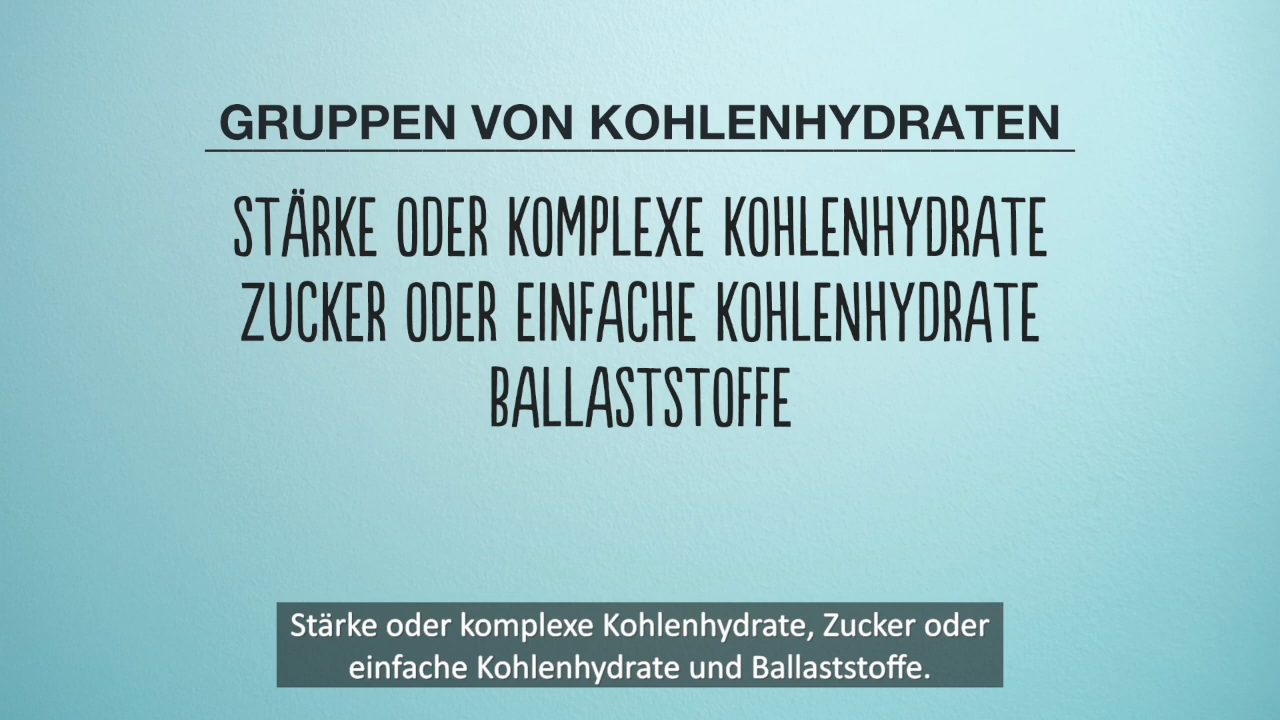 GRUPPEN VON KOHLENHYDRATEN
STÄRKE ODER KOMPLEXE KOHLENHYDRATE
ZUCKER ODER EINFACHE KOHLENHYDRATE
BALLASTSTOFFE
Stärke oder komplexe Kohlenhydrate, Zucker oder
einfache Kohlenhydrate und Ballaststoffe.